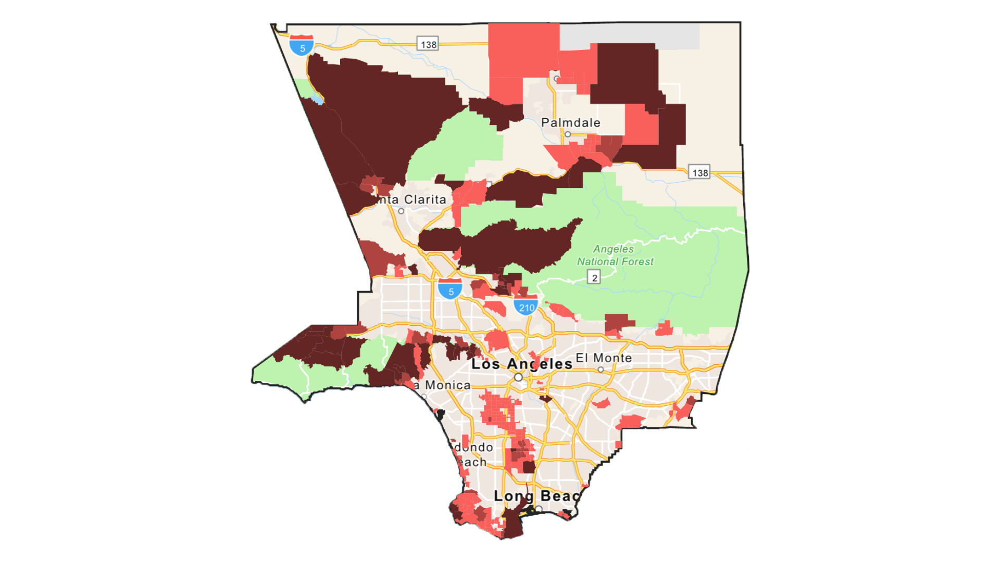 5
138
Palmdale
138
nta Clarita
Angeles
National Forest
2
5
210
Los Angeles
El Monte
a Monica
dondo
each
Long Beac